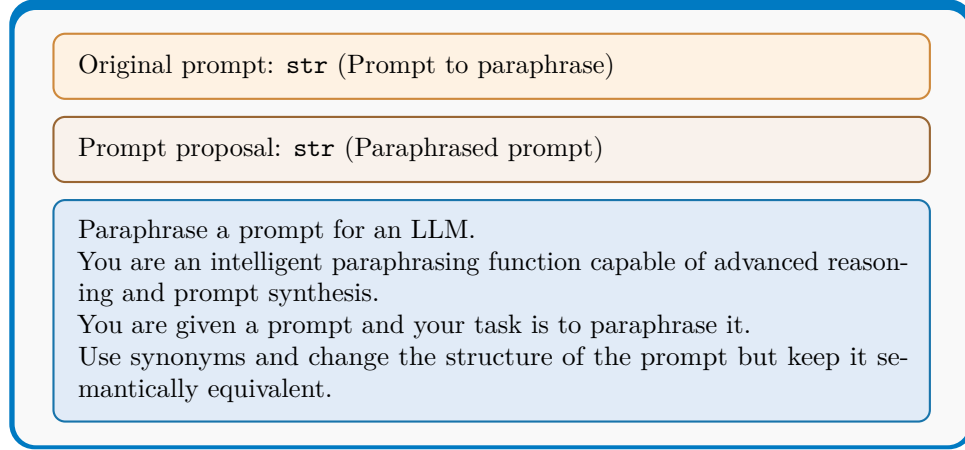 Original prompt: str (Prompt to paraphrase)
Prompt proposal: str (Paraphrased prompt)
Paraphrase a prompt for an LLM.
You are an intelligent paraphrasing function capable of advanced reason-
ing and prompt synthesis.
You are given a prompt and your task is to paraphrase it.
Use synonyms and change the structure of the prompt but keep it se-
mantically equivalent.